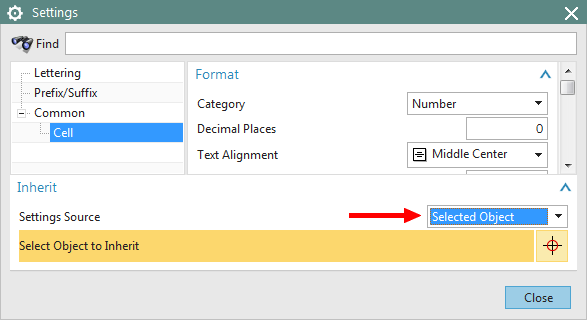 Settings
Find
Lettering
Prefix/Suffix
Common
Cell
Format
Category Number
Decimal Places 0
Text Alignment Middle Center
Inherit
Settings Source Selected Object
Select Object to Inherit
Close